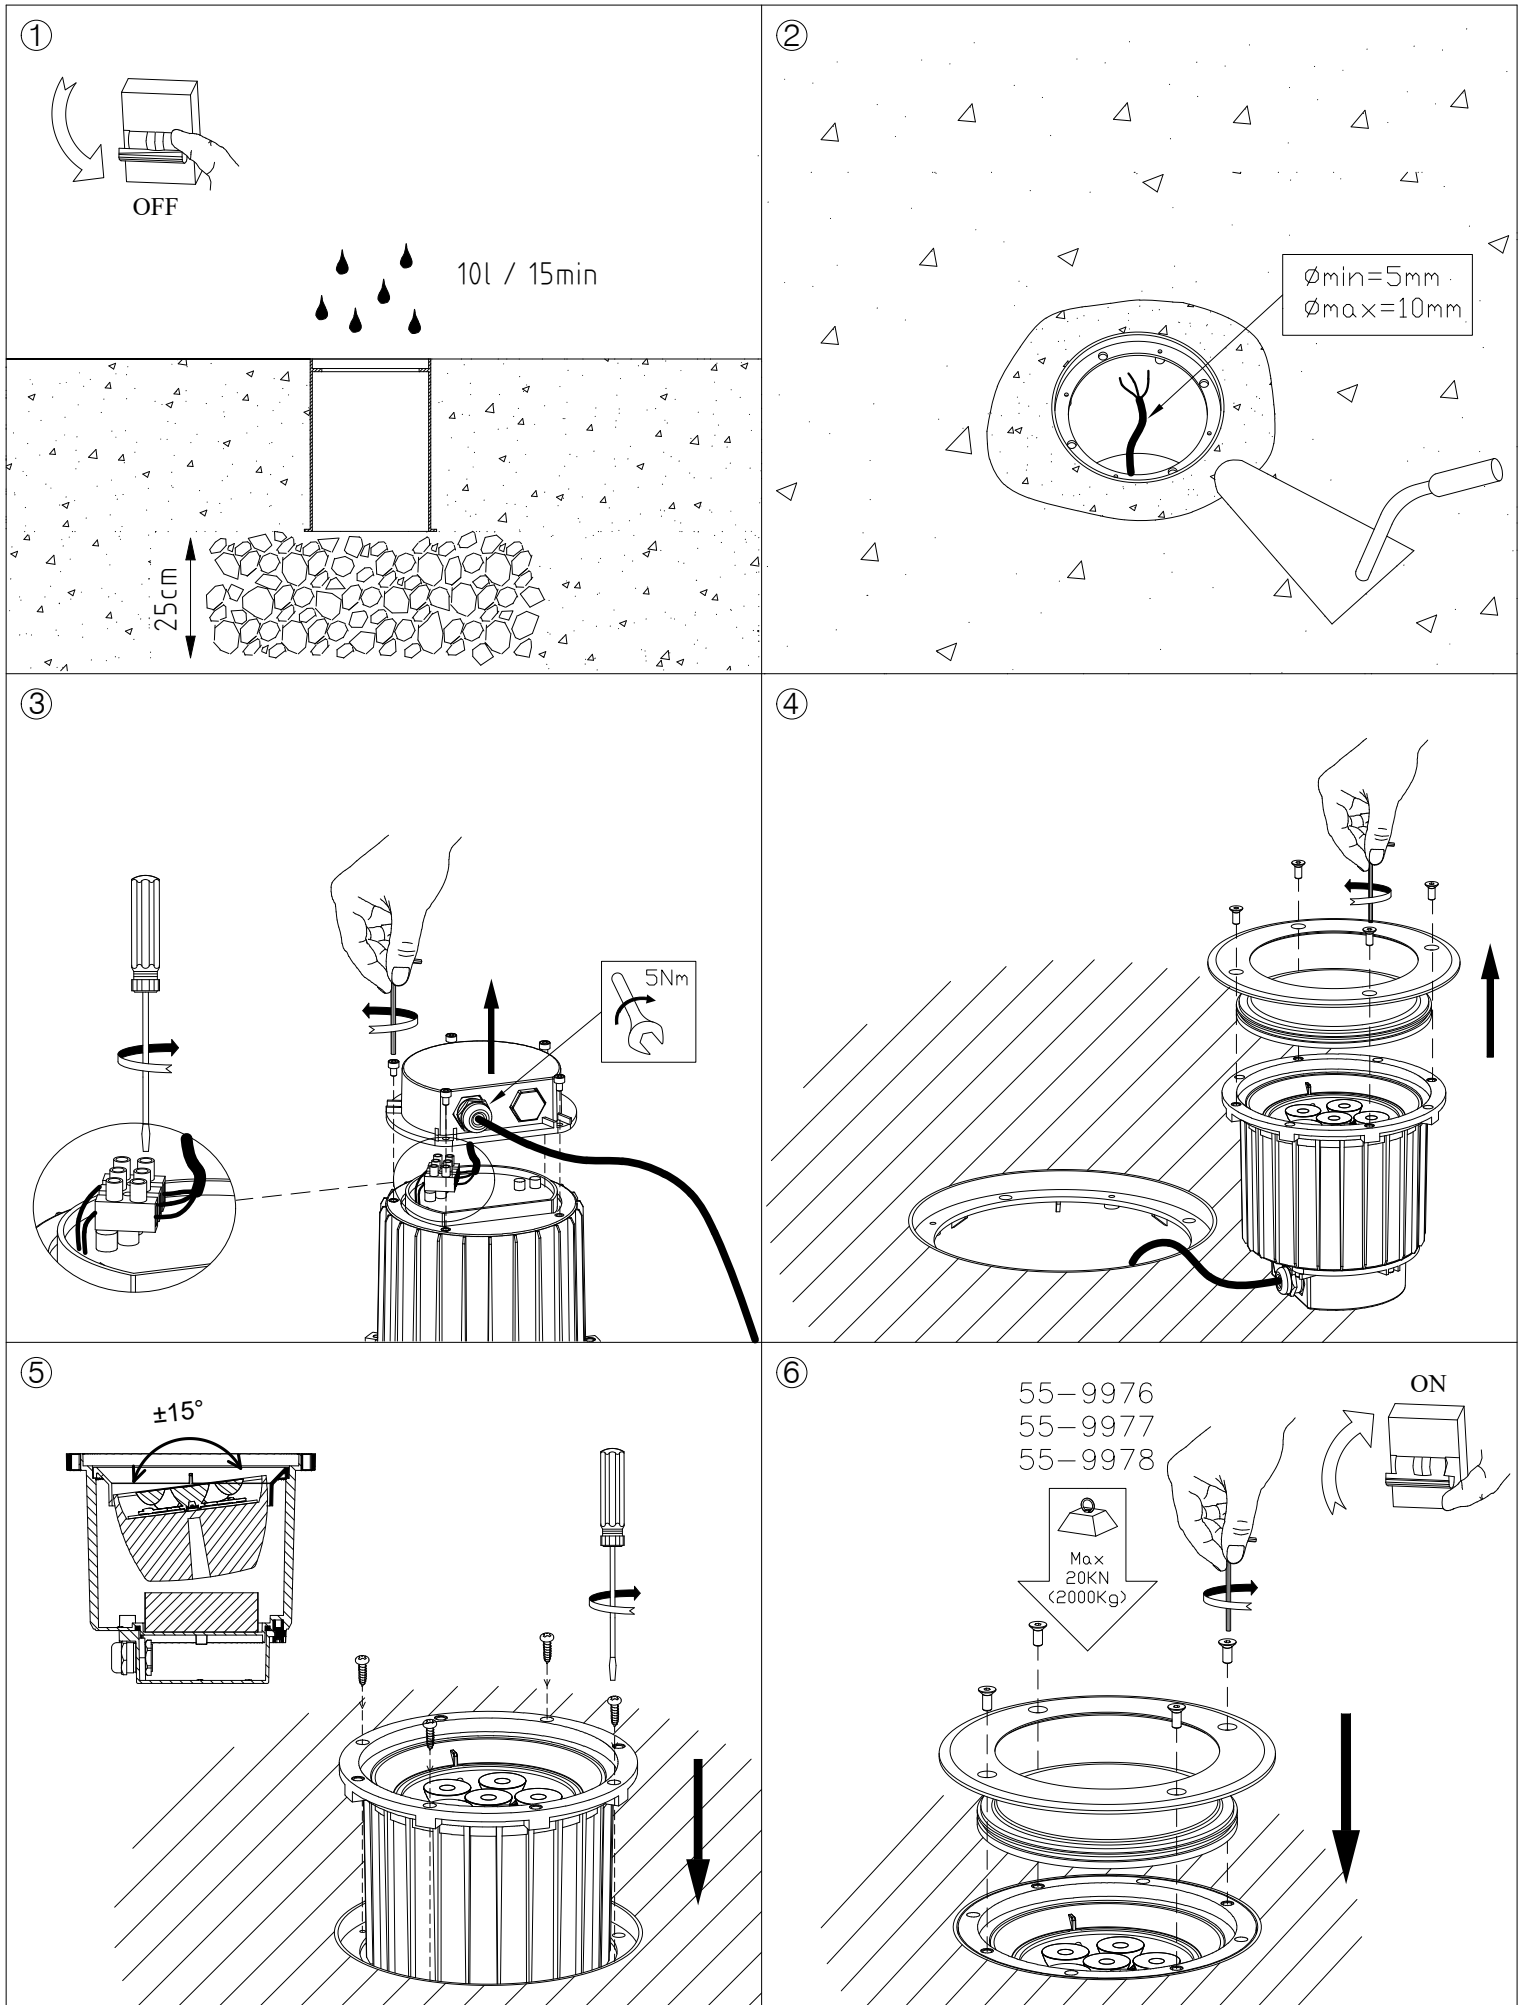 1
OFF
10l / 15min
25cm
2
Ømin=5mm
Ømax=10mm
3
5Nm
4
5
±15°
6
55-9976
55-9977
55-9978
ON
Max
20KN
(2000Kg)